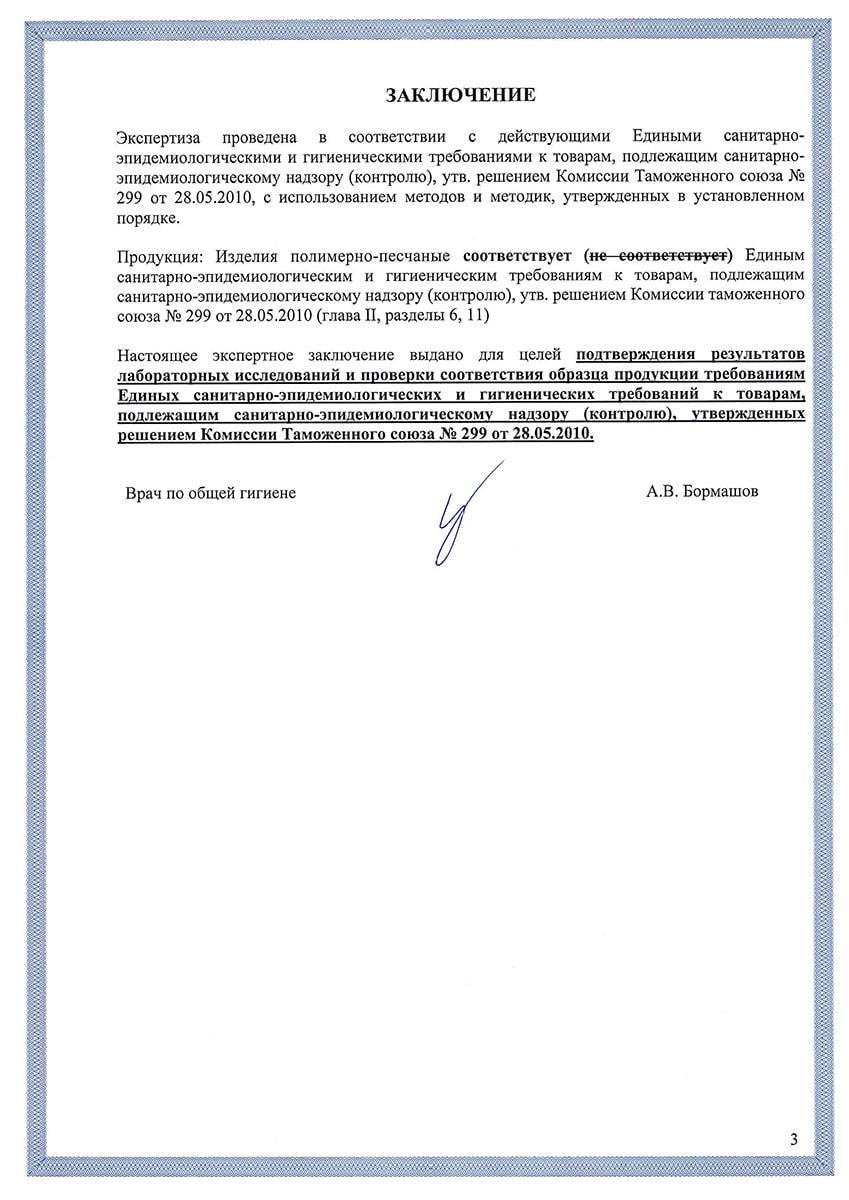 ЗАКЛЮЧЕНИЕ
Экспертиза проведена в соответствии с действующими Едиными санитарно-
эпидемиологическими и гигиеническими требованиями к товарам, подлежащим санитарно-
эпидемиологическому надзору (контролю), утв. решением Комиссии Таможенного союза №
299 от 28.05.2010, с использованием методов и методик, утвержденных в установленном
порядке.
Продукция: Изделия полимерно-песчаные соответствует (не соответствует) Единым
санитарно-эпидемиологическим и гигиеническим требованиям к товарам, подлежащим
санитарно-эпидемиологическому надзору (контролю), утв. решением Комиссии таможенного
союза № 299 от 28.05.2010 (глава II, разделы 6, 11)
Настоящее экспертное заключение выдано для целей подтверждения результатов
лабораторных исследований и проверки соответствия образца продукции требованиям
Единых санитарно-эпидемиологических и гигиенических требований к товарам,
подлежащим санитарно-эпидемиологическому надзору (контролю), утвержденных
решением Комиссии Таможенного союза № 299 от 28.05.2010.
Врач по общей гигиене А.В. Бормашов
3